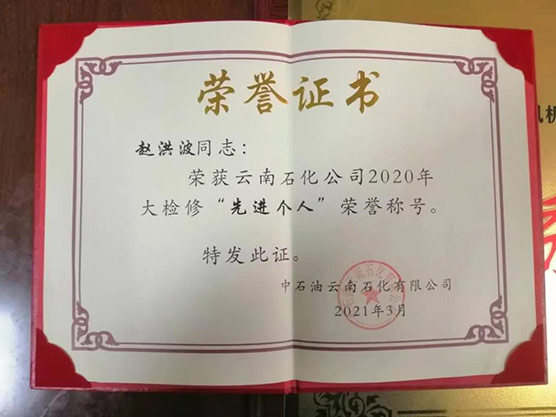 荣誉证书
赵洪波同志：
荣获云南石化公司2020年
大检修“先进个人”荣誉称号。
特发此证。
中石油云南石化有限公司
2021年3月